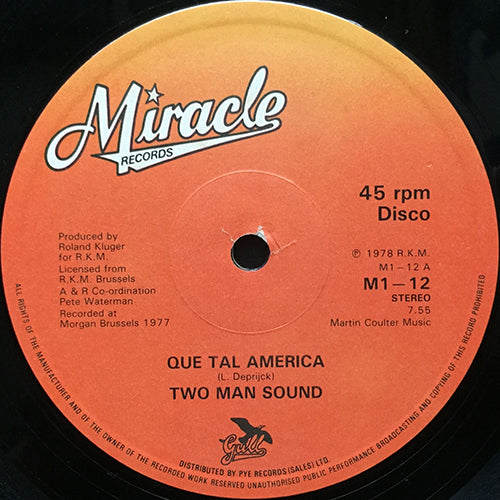 Miracle
RECORDS
45 rpm
Disco
Produced by
Roland Kluger
for R.K.M.
Licensed from
R.K.M. Brussels
A & R Co-ordination
Pete Waterman
Recorded at
Morgan Brussels 1977
℗ 1978 R.K.M.
M1—12 A
M1—12
STEREO
7.55
Martin Coulter Music
QUE TAL AMERICA
(L. Deprijck)
TWO MAN SOUND
Gull
DISTRIBUTED BY PYE RECORDS (SALES) LTD.
ALL RIGHTS OF THE MANUFACTURER AND OF THE OWNER OF THE RECORDED WORK RESERVED UNAUTHORISED PUBLIC PERFORMANCE BROADCASTING AND COPYING OF THIS RECORD PROHIBITED